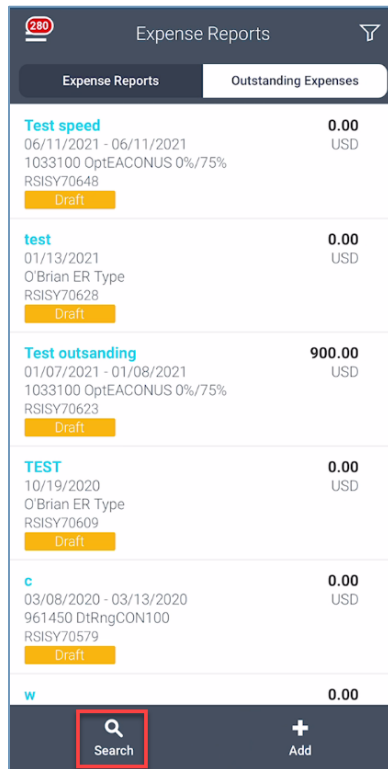 280
Expense Reports
Expense Reports
Outstanding Expenses
Test speed
0.00
06/11/2021 - 06/11/2021
USD
1033100 OptEACONUS 0%/75%
RSISY70648
Draft
test
0.00
01/13/2021
USD
O'Brian ER Type
RSISY70628
Draft
Test outsanding
900.00
01/07/2021 - 01/08/2021
USD
1033100 OptEACONUS 0%/75%
RSISY70623
Draft
TEST
0.00
10/19/2020
USD
O'Brian ER Type
RSISY70609
Draft
c
0.00
03/08/2020 - 03/13/2020
USD
961450 DtRngCON100
RSISY70579
Draft
w
0.00
Search
Add